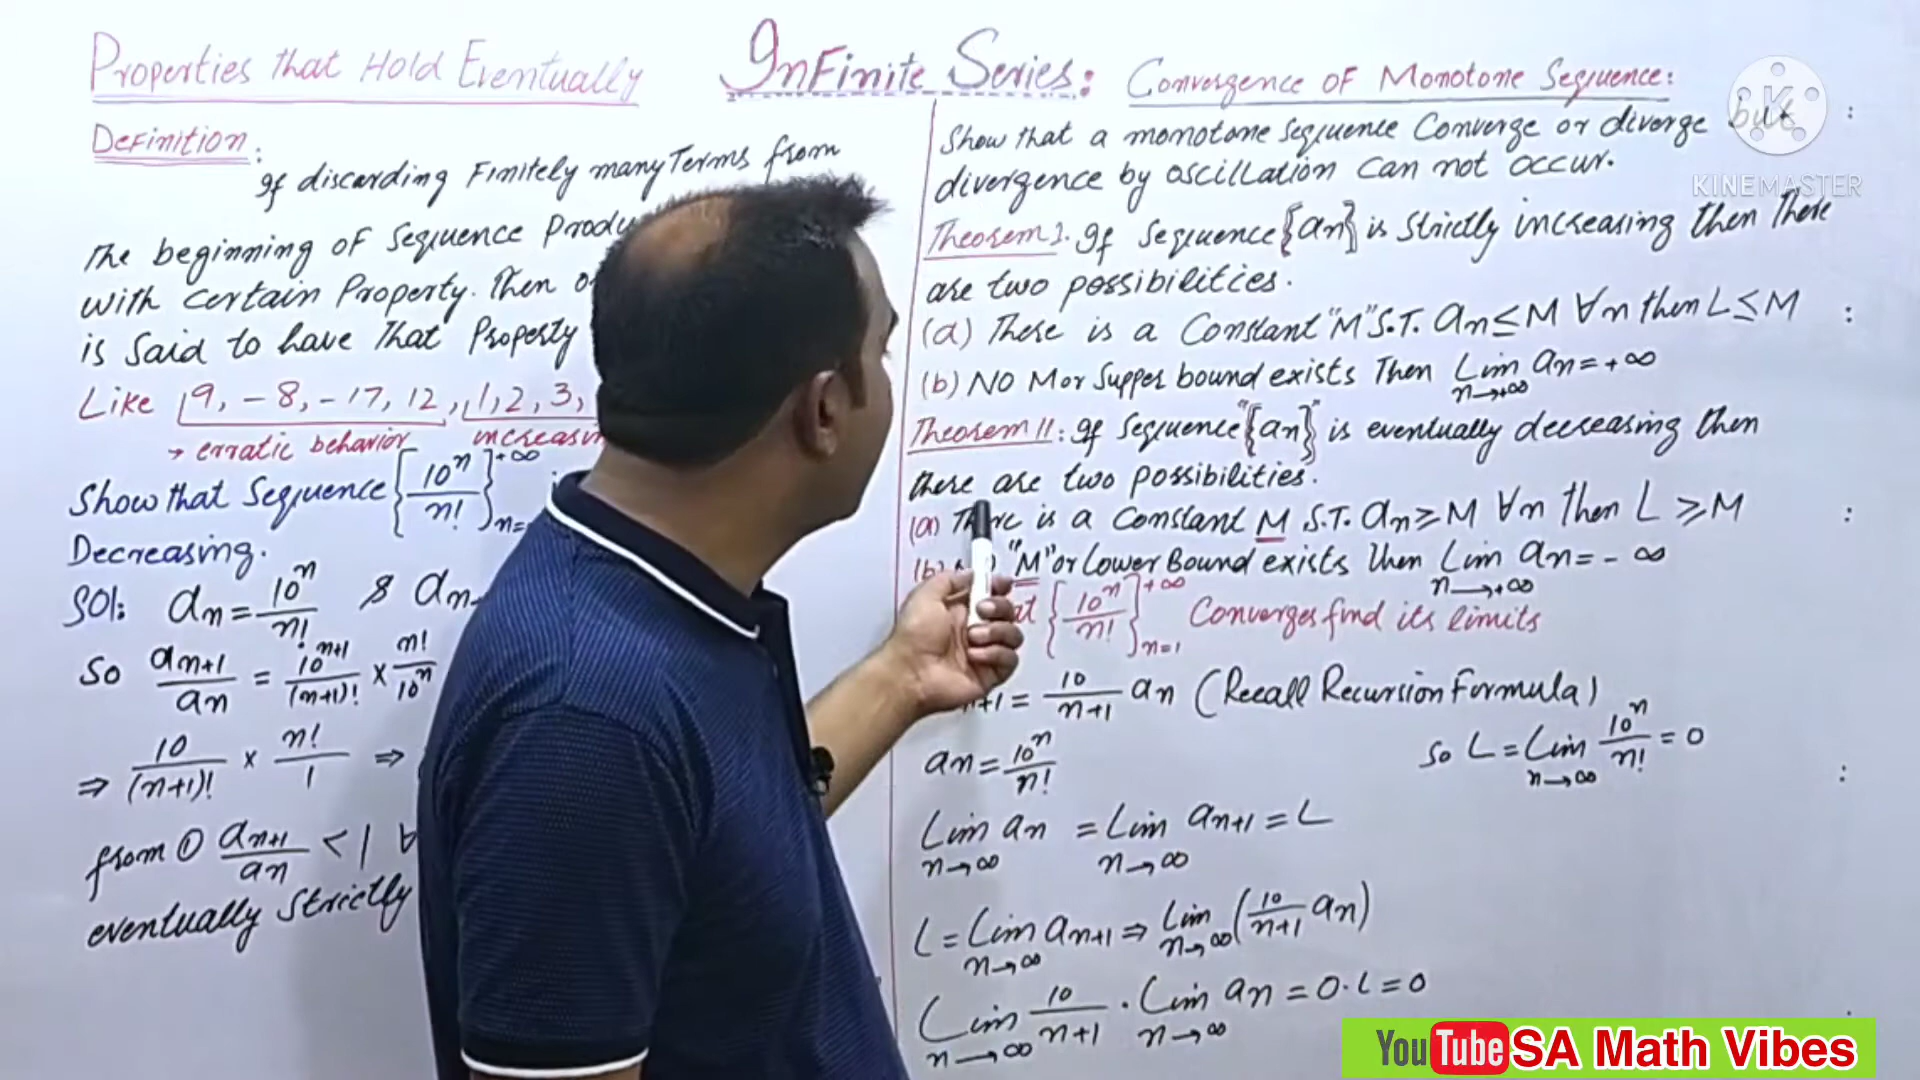 Properties that Hold Eventually
Infinite Series:
Convergence of Monotone Sequence:
Definition:
If discarding Finitely many Terms from
The beginning of Sequence Produ
with certain Property. Then
is said to have that Property
Like 9, -8, -17, 12, 1, 2, 3,
→ erratic behavior increasin
Show that Sequence {10^n/n!}^{+∞}_{n=
Decreasing.
Sol: an = 10^n/n! & an
So an+1/an = 10^{n+1}/(n+1)! × n!/10^n
⇒ 10/(n+1)! × n!/1 ⇒
from ① an+1/an < 1 ∀
eventually strictly
Show that a monotone sequence Converge or diverge but
divergence by oscillation can not occur.
Theorem I. If Sequence {an} is strictly increasing then There
are two possibilities.
(a) There is a Constant "M" S.T. an ≤ M ∀n then L ≤ M
(b) NO M or Supper bound exists Then Lim n→+∞ an = +∞
Theorem II: If Sequence "{an}" is eventually decreasing then
there are two possibilities.
(a) There is a Constant M S.T. an ≥ M ∀n then L ≥ M
(b) "M" or Lower Bound exists then Lim n→+∞ an = -∞
at {10^n/n!}^{+∞}_{n=1} Converges find its limits
n+1 = 10/n+1 an (Recall Recursion Formula)
an = 10^n/n!
So L = Lim n→∞ 10^n/n! = 0
Lim n→∞ an = Lim n→∞ an+1 = L
L = Lim n→∞ an+1 ⇒ Lim n→∞ (10/n+1 an)
Lim n→∞ 10/n+1 . Lim n→∞ an = 0.L = 0
KINEMASTER
YouTube SA Math Vibes